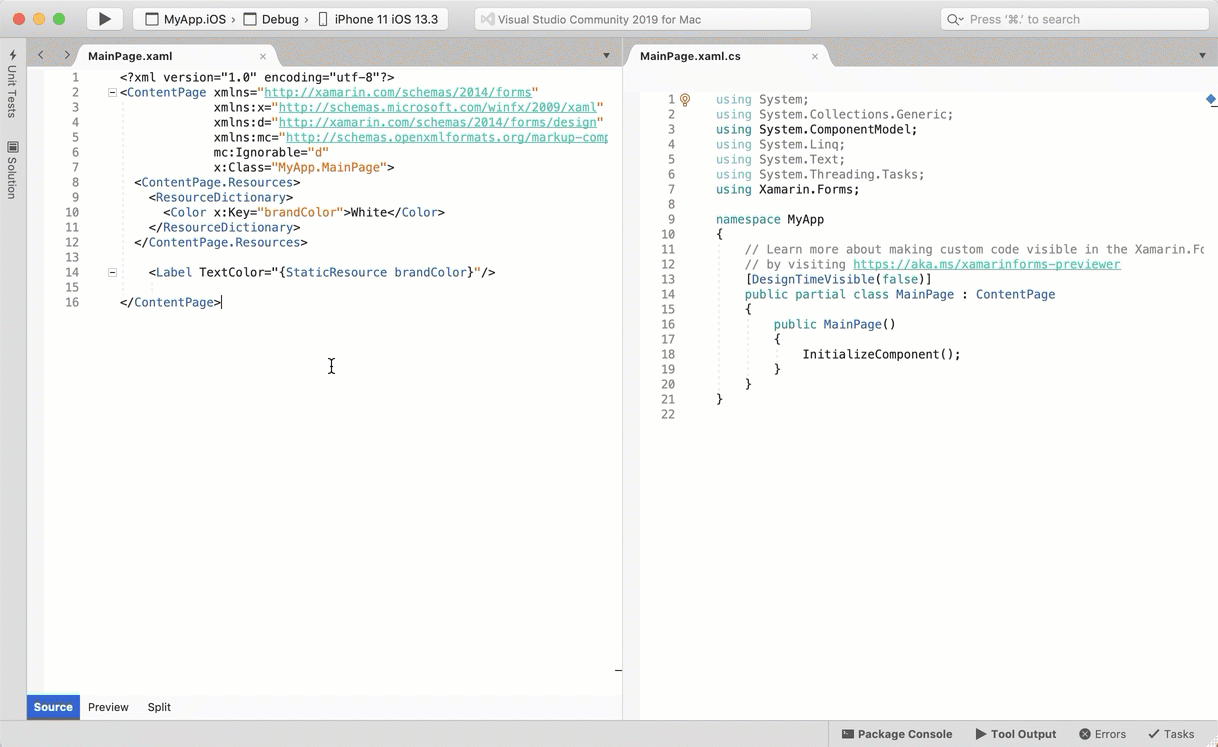 MyApp.iOS › Debug › iPhone 11 iOS 13.3
Visual Studio Community 2019 for Mac
Press ‘⌘.’ to search
Unit Tests
Solution
MainPage.xaml
1 <?xml version="1.0" encoding="utf-8"?>
2 <ContentPage xmlns="http://xamarin.com/schemas/2014/forms"
3 xmlns:x="http://schemas.microsoft.com/winfx/2009/xaml"
4 xmlns:d="http://xamarin.com/schemas/2014/forms/design"
5 xmlns:mc="http://schemas.openxmlformats.org/markup-comp
6 mc:Ignorable="d"
7 x:Class="MyApp.MainPage">
8 <ContentPage.Resources>
9 <ResourceDictionary>
10 <Color x:Key="brandColor">White</Color>
11 </ResourceDictionary>
12 </ContentPage.Resources>
13
14 <Label TextColor="{StaticResource brandColor}"/>
15
16 </ContentPage>
Source Preview Split
MainPage.xaml.cs
1 using System;
2 using System.Collections.Generic;
3 using System.ComponentModel;
4 using System.Linq;
5 using System.Text;
6 using System.Threading.Tasks;
7 using Xamarin.Forms;
8
9 namespace MyApp
10 {
11 // Learn more about making custom code visible in the Xamarin.Fo
12 // by visiting https://aka.ms/xamarinforms-previewer
13 [DesignTimeVisible(false)]
14 public partial class MainPage : ContentPage
15 {
16 public MainPage()
17 {
18 InitializeComponent();
19 }
20 }
21 }
22
Package Console Tool Output Errors Tasks